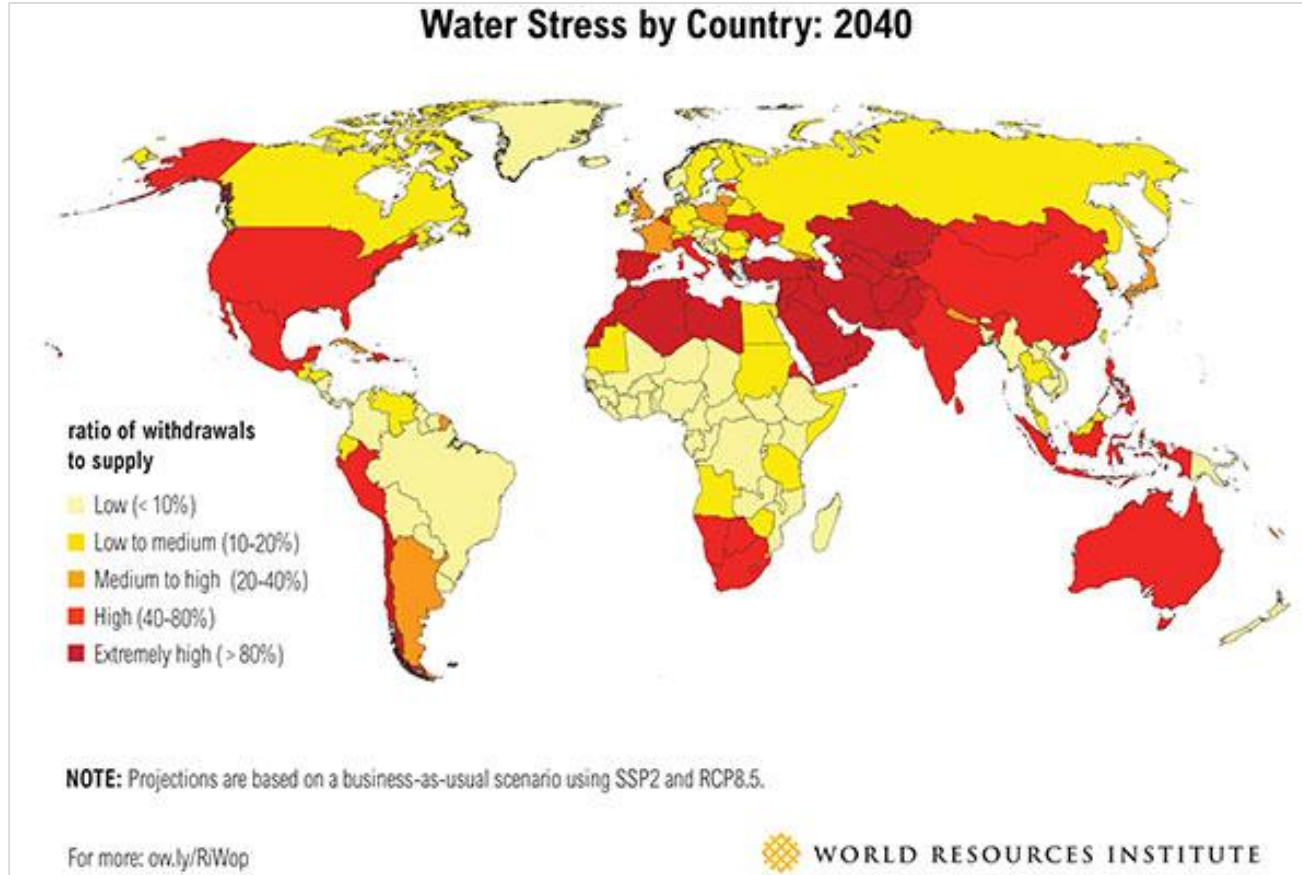 Water Stress by Country: 2040
ratio of withdrawals
to supply
Low (< 10%)
Low to medium (10-20%)
Medium to high (20-40%)
High (40-80%)
Extremely high (> 80%)
NOTE: Projections are based on a business-as-usual scenario using SSP2 and RCP8.5.
For more: ow.ly/RiWop
WORLD RESOURCES INSTITUTE